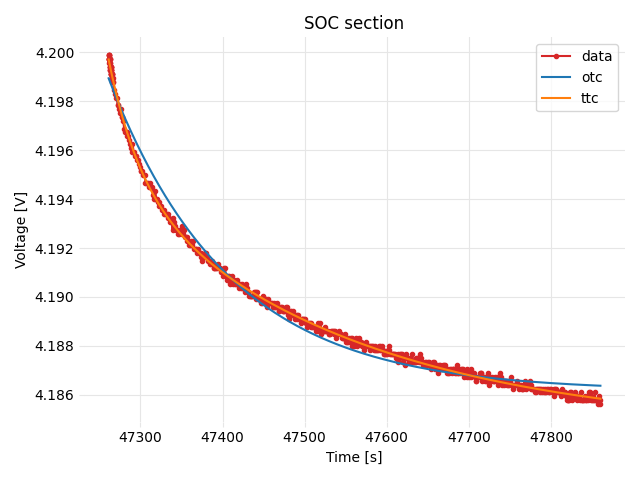 SOC section
4.200
4.198
4.196
4.194
4.192
4.190
4.188
4.186
Voltage [V]
data
otc
ttc
47300 47400 47500 47600 47700 47800
Time [s]